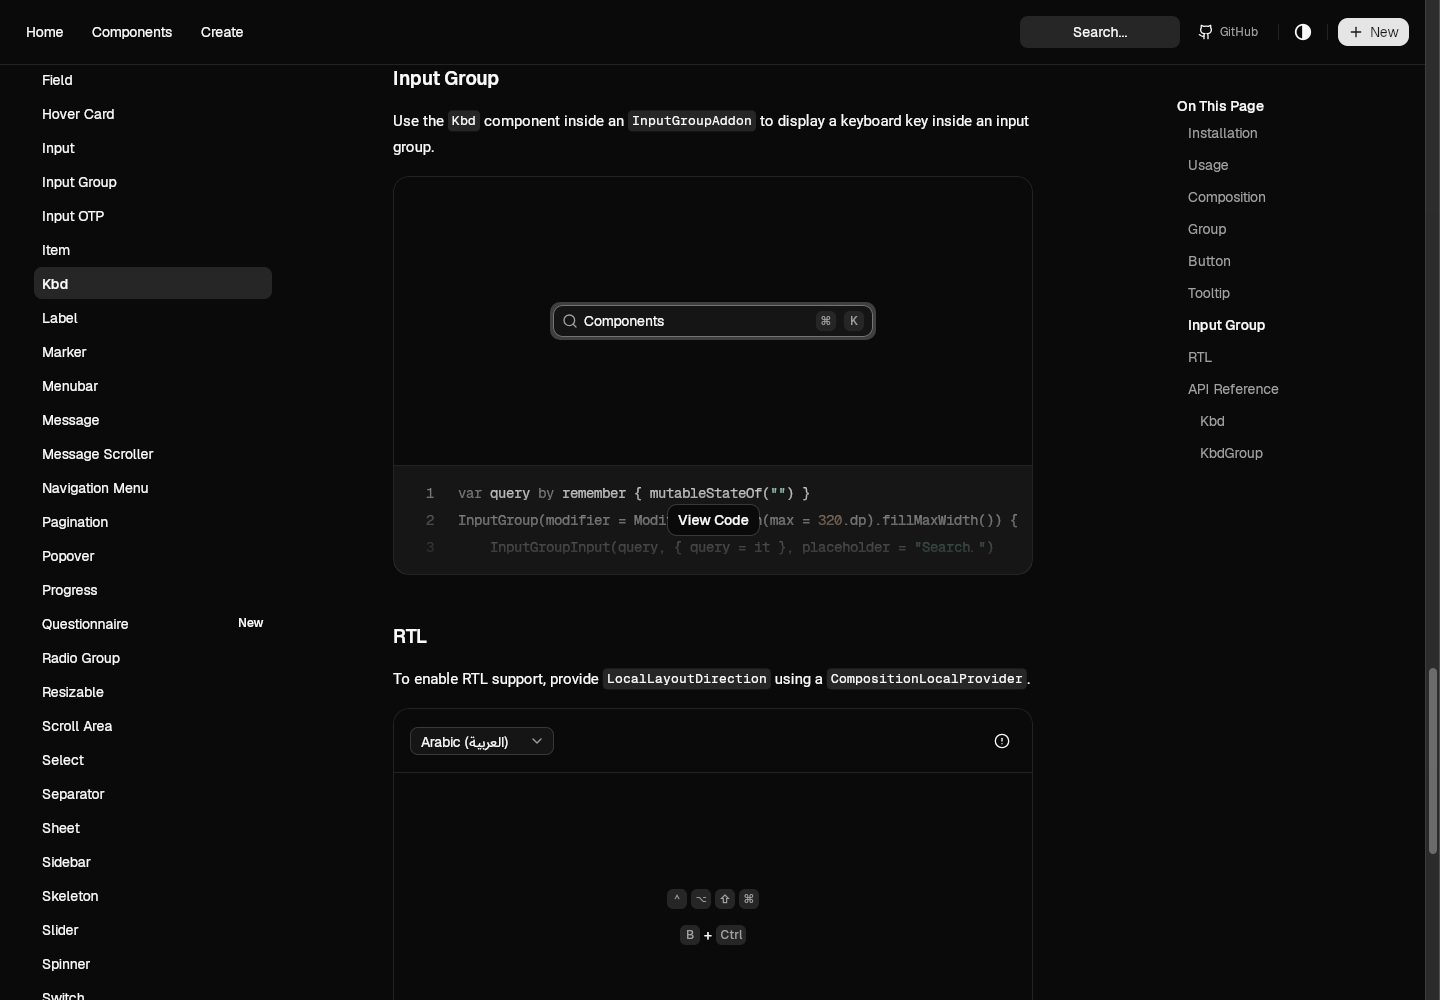 Home
Components
Create
Search...
GitHub
New
Field
Hover Card
Input
Input Group
Input OTP
Item
Kbd
Label
Marker
Menubar
Message
Message Scroller
Navigation Menu
Pagination
Popover
Progress
Questionnaire New
Radio Group
Resizable
Scroll Area
Select
Separator
Sheet
Sidebar
Skeleton
Slider
Spinner
Switch
Input Group
Use the Kbd component inside an InputGroupAddon to display a keyboard key inside an input
group.
Components ⌘ K
1 var query by remember { mutableStateOf("") }
2 InputGroup(modifier = (max = 320.dp).fillMaxWidth()) {
View Code
3 InputGroupInput(query, { query = it }, placeholder = "Search.")
RTL
To enable RTL support, provide LocalLayoutDirection using a CompositionLocalProvider.
Arabic (العربية)
⌃ ⌥ ⇧ ⌘
B + Ctrl
On This Page
Installation
Usage
Composition
Group
Button
Tooltip
Input Group
RTL
API Reference
Kbd
KbdGroup